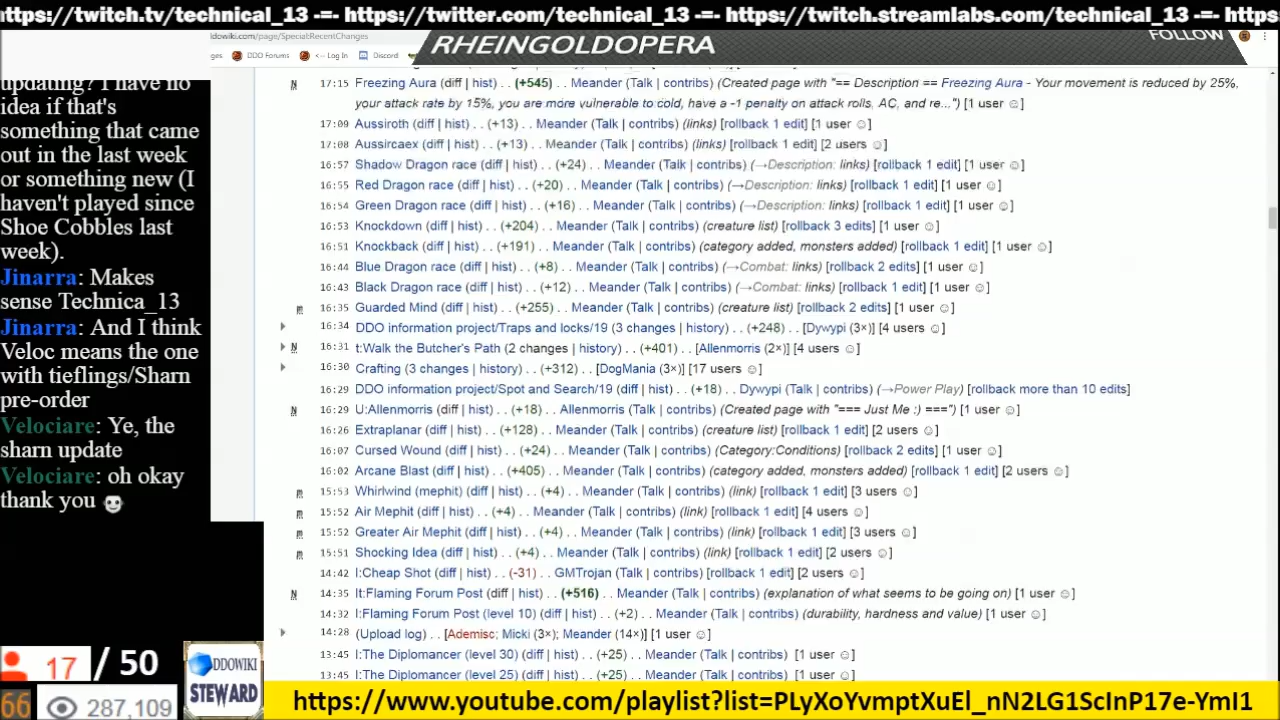 https://twitch.tv/technical_13 -=- https://twitter.com/technical_13 -=- https://twitch.streamlabs.com/technical_13 -=- https
ddowiki.com/page/Special:RecentChanges
RHEINGOLDOPERA
FOLLOW
ges DDO Forums <-- Log In Discord
updating? I have no
idea if that's
something that came
out in the last week
or something new (I
haven't played since
Shoe Cobbles last
week).
Jinarra: Makes
sense Technica_13
Jinarra: And I think
Veloc means the one
with tieflings/Sharn
pre-order
Velociare: Ye, the
sharn update
Velociare: oh okay
thank you
N 17:15 Freezing Aura (diff | hist) . . (+545) . . Meander (Talk | contribs) (Created page with "== Description == Freezing Aura - Your movement is reduced by 25%,
your attack rate by 15%, you are more vulnerable to cold, have a -1 penalty on attack rolls, AC, and re...") [1 user ☺]
17:09 Aussiroth (diff | hist) . . (+13) . . Meander (Talk | contribs) (links) [rollback 1 edit] [1 user ☺]
17:08 Aussircaex (diff | hist) . . (+13) . . Meander (Talk | contribs) (links) [rollback 1 edit] [2 users ☺]
16:57 Shadow Dragon race (diff | hist) . . (+24) . . Meander (Talk | contribs) (→Description: links) [rollback 1 edit] [1 user ☺]
16:55 Red Dragon race (diff | hist) . . (+20) . . Meander (Talk | contribs) (→Description: links) [rollback 1 edit] [1 user ☺]
16:54 Green Dragon race (diff | hist) . . (+16) . . Meander (Talk | contribs) (→Description: links) [rollback 1 edit] [1 user ☺]
16:53 Knockdown (diff | hist) . . (+204) . . Meander (Talk | contribs) (creature list) [rollback 3 edits] [1 user ☺]
16:51 Knockback (diff | hist) . . (+191) . . Meander (Talk | contribs) (category added, monsters added) [rollback 1 edit] [1 user ☺]
16:44 Blue Dragon race (diff | hist) . . (+8) . . Meander (Talk | contribs) (→Combat: links) [rollback 2 edits] [1 user ☺]
16:43 Black Dragon race (diff | hist) . . (+12) . . Meander (Talk | contribs) (→Combat: links) [rollback 2 edits] [1 user ☺]
m 16:35 Guarded Mind (diff | hist) . . (+255) . . Meander (Talk | contribs) (creature list) [rollback 2 edits] [1 user ☺]
16:34 DDO information project/Traps and locks/19 (3 changes | history) . . (+248) . . [Dywypi (3×)] [4 users ☺]
N 16:31 t:Walk the Butcher's Path (2 changes | history) . . (+401) . . [Allenmorris (2×)] [4 users ☺]
16:30 Crafting (3 changes | history) . . (+312) . . [DogMania (3×)] [17 users ☺]
16:29 DDO information project/Spot and Search/19 (diff | hist) . . (+18) . . Dywypi (Talk | contribs) (→Power Play) [rollback more than 10 edits]
N 16:29 U:Allenmorris (diff | hist) . . (+18) . . Allenmorris (Talk | contribs) (Created page with "=== Just Me :) ===") [1 user ☺]
16:26 Extraplanar (diff | hist) . . (+128) . . Meander (Talk | contribs) (creature list) [rollback 1 edit] [2 users ☺]
16:07 Cursed Wound (diff | hist) . . (+24) . . Meander (Talk | contribs) (Category:Conditions) [rollback 2 edits] [1 user ☺]
16:02 Arcane Blast (diff | hist) . . (+405) . . Meander (Talk | contribs) (category added, monsters added) [rollback 1 edit] [2 users ☺]
m 15:53 Whirlwind (mephit) (diff | hist) . . (+4) . . Meander (Talk | contribs) (link) [rollback 1 edit] [3 users ☺]
m 15:52 Air Mephit (diff | hist) . . (+4) . . Meander (Talk | contribs) (link) [rollback 1 edit] [4 users ☺]
m 15:52 Greater Air Mephit (diff | hist) . . (+4) . . Meander (Talk | contribs) (link) [rollback 1 edit] [3 users ☺]
m 15:51 Shocking Idea (diff | hist) . . (+4) . . Meander (Talk | contribs) (link) [rollback 1 edit] [2 users ☺]
14:42 I:Cheap Shot (diff | hist) . . (-31) . . GMTrojan (Talk | contribs) [rollback 1 edit] [2 users ☺]
N 14:35 It:Flaming Forum Post (diff | hist) . . (+516) . . Meander (Talk | contribs) (explanation of what seems to be going on) [1 user ☺]
14:32 I:Flaming Forum Post (level 10) (diff | hist) . . (+2) . . Meander (Talk | contribs) (durability, hardness and value) [1 user ☺]
14:28 (Upload log) . . [Ademisc; Micki (3×); Meander (14×)] [1 user ☺]
13:45 I:The Diplomancer (level 30) (diff | hist) . . (+25) . . Meander (Talk | contribs) [1 user ☺]
13:45 I:The Diplomancer (level 25) (diff | hist) . . (+25) . . Meander (Talk | contribs) [1 user ☺]
17 / 50
66 287,109
DDOWIKI
STEWARD
https://www.youtube.com/playlist?list=PLyXoYvmptXuEl_nN2LG1ScInP17e-YmI1